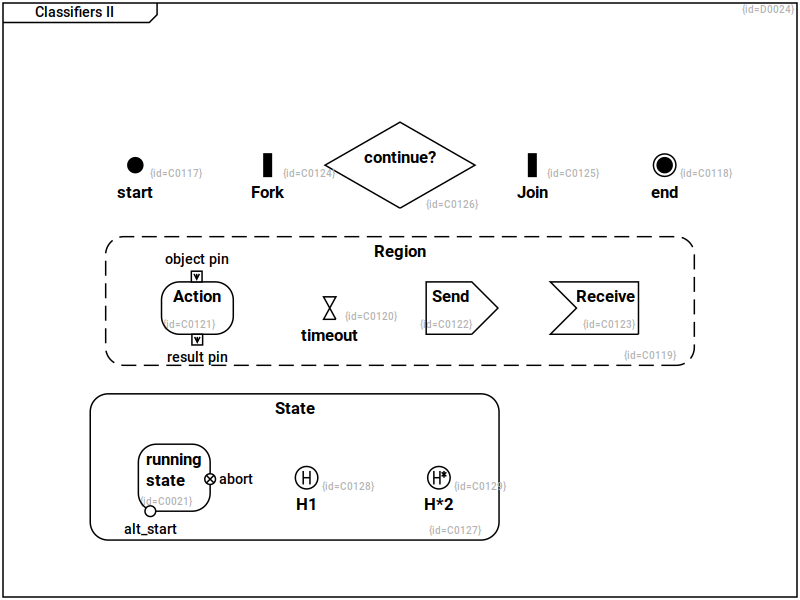 Classifiers II
{id=D0024}
continue?
{id=C0117}
{id=C0124}
{id=C0125}
{id=C0118}
start
Fork
Join
end
{id=C0126}
Region
object pin
Action
Send
Receive
{id=C0120}
{id=C0121}
{id=C0122}
{id=C0123}
timeout
result pin
{id=C0119}
State
running
state
abort
{id=C0128}
{id=C0129}
{id=C0021}
H1
H*2
alt_start
{id=C0127}